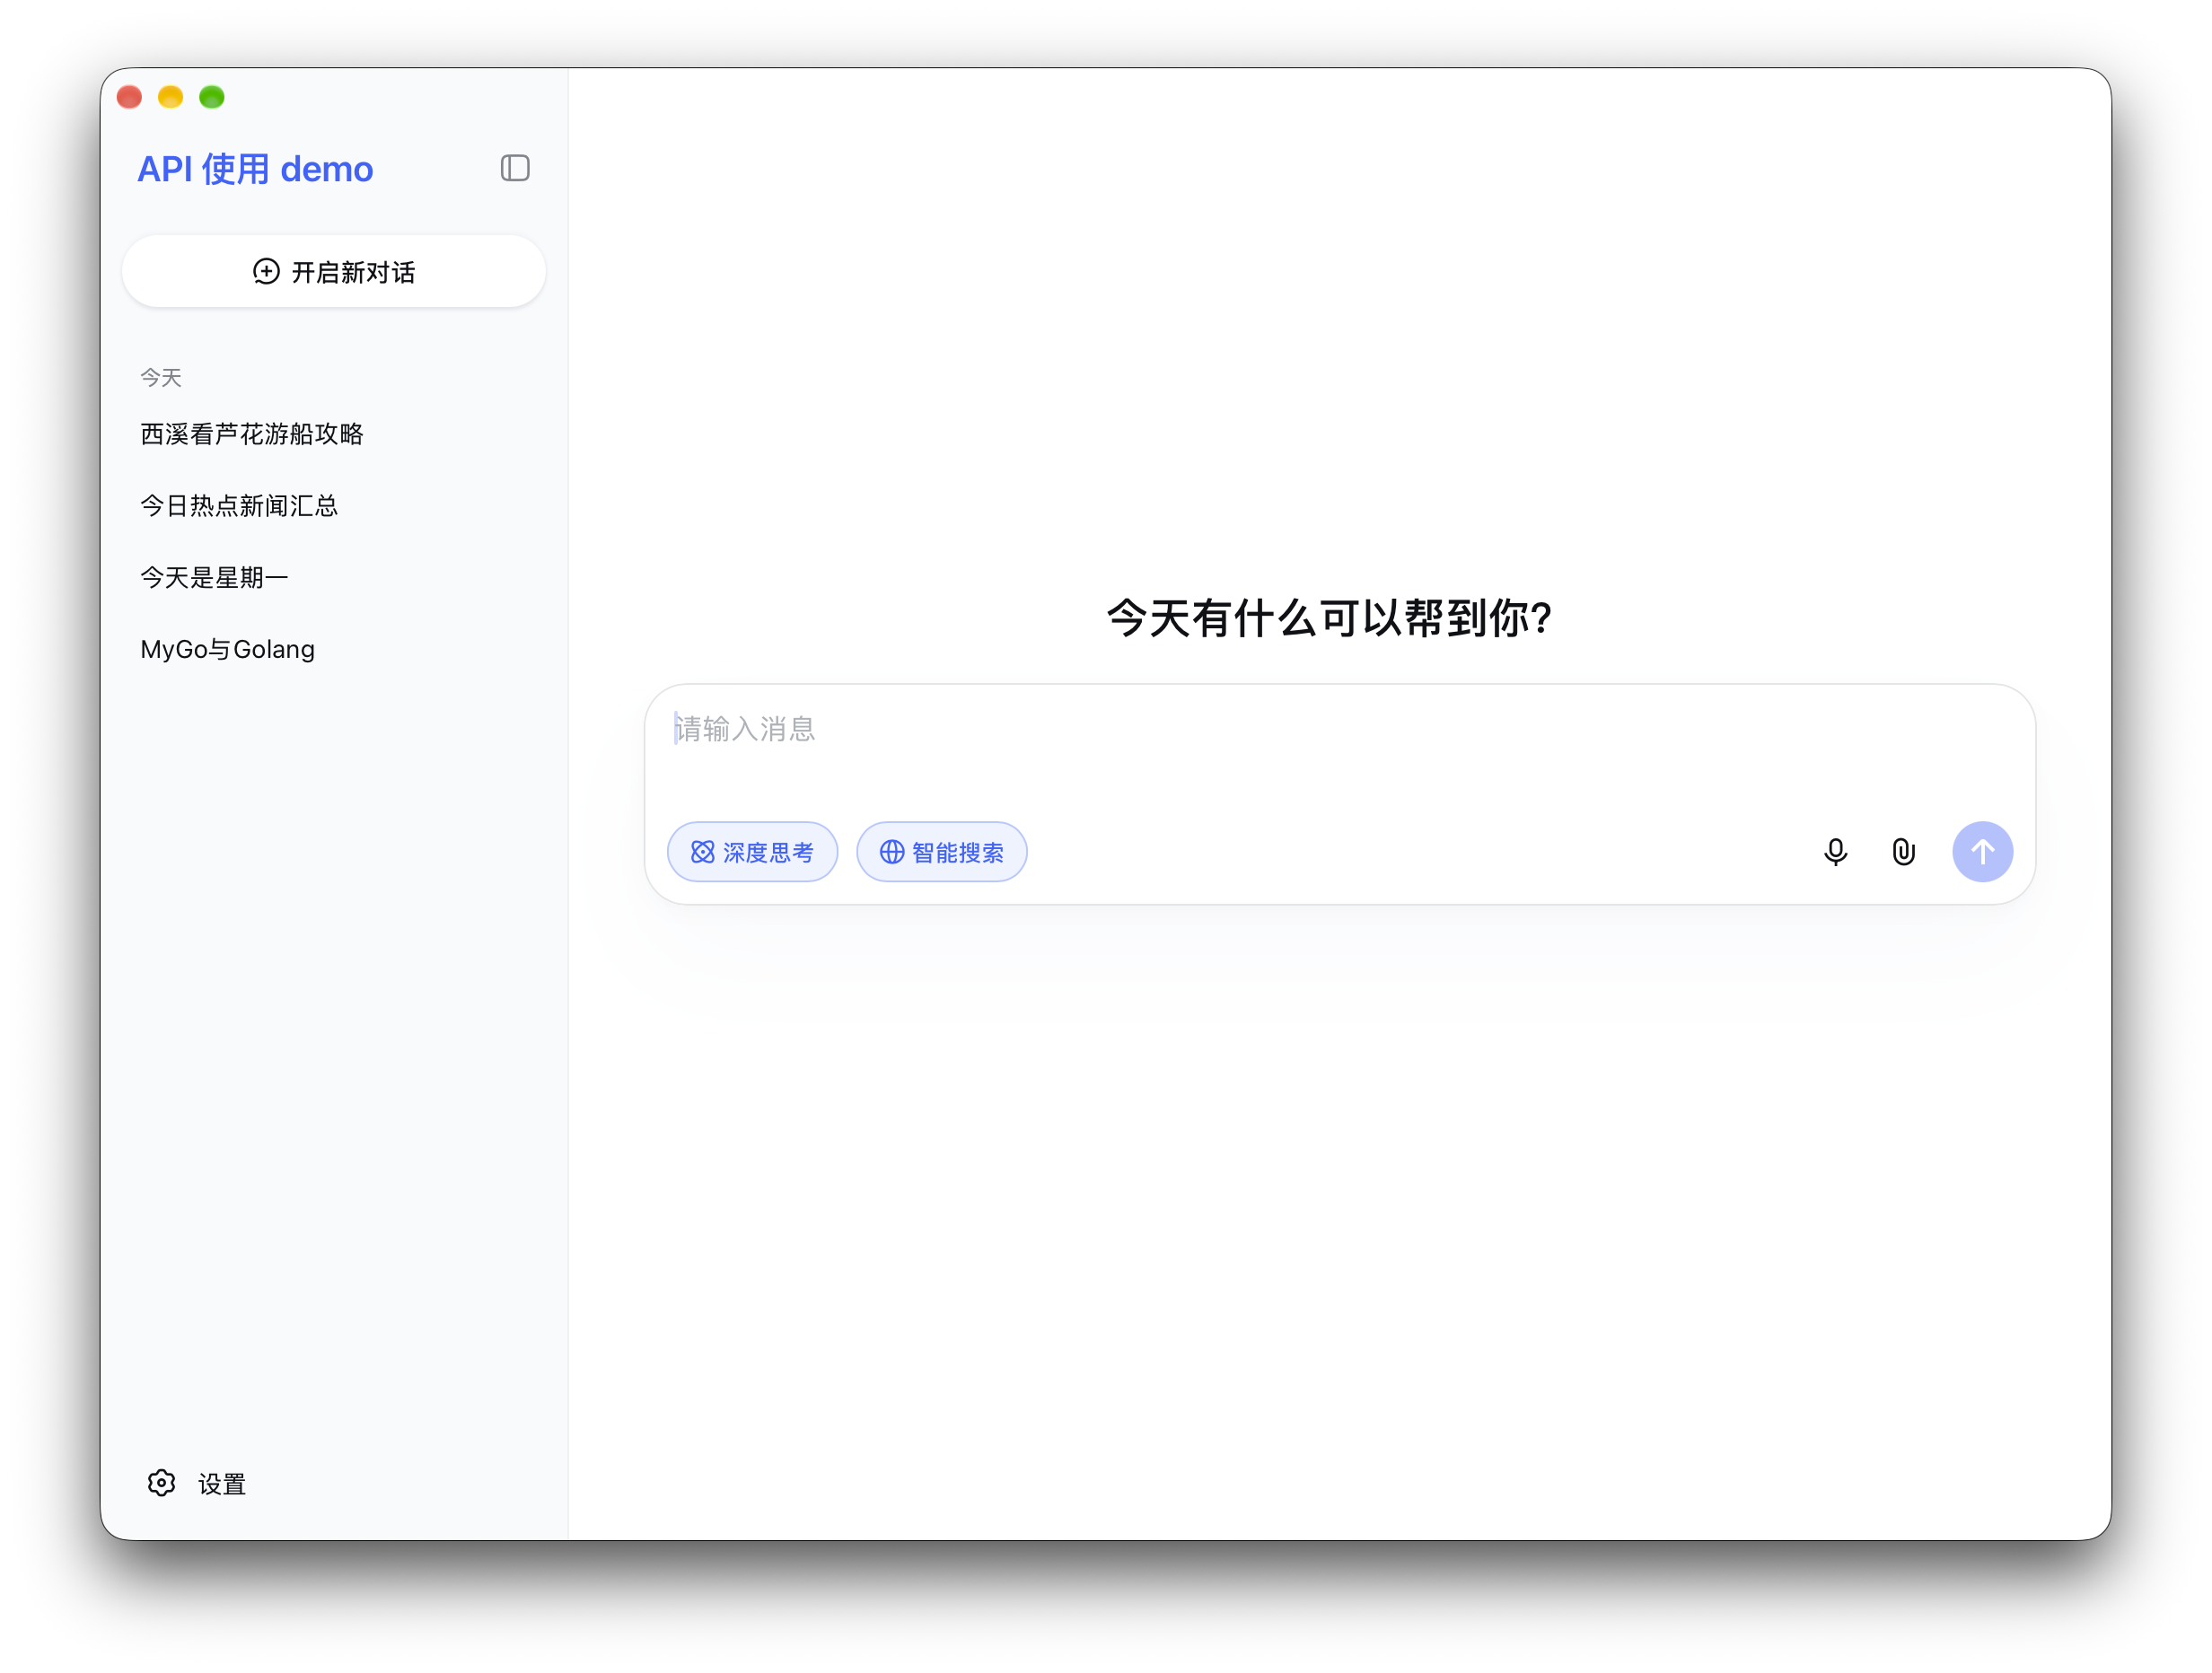 API 使用 demo
开启新对话
今天
西溪看芦花游船攻略
今日热点新闻汇总
今天是星期一
MyGo与Golang
设置
今天有什么可以帮到你?
请输入消息
深度思考
智能搜索